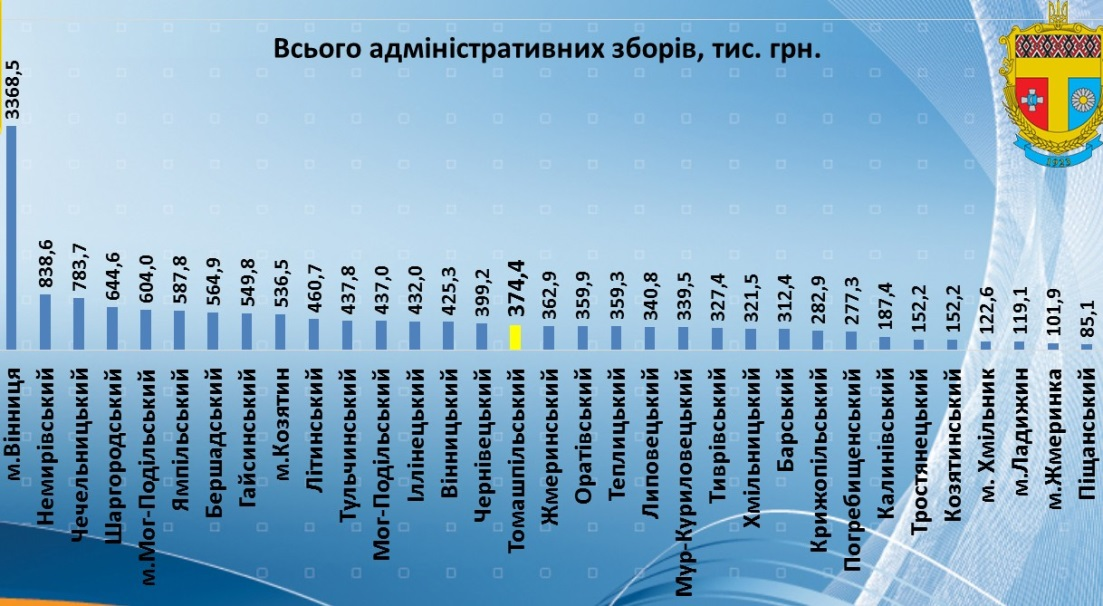 Всього адміністративних зборів, тис. грн.
3368,5
838,6
783,7
644,6
604,0
587,8
564,9
549,8
536,5
460,7
437,8
437,0
432,0
425,3
399,2
374,4
362,9
359,9
359,3
340,8
339,5
327,4
321,5
312,4
282,9
277,3
187,4
152,2
152,2
122,6
119,1
101,9
85,1
м.Вінниця
Немирівський
Чечельницький
Шаргородський
м.Мог-Подільський
Ямпільський
Бершадський
Гайсинський
м.Козятин
Літинський
Тульчинський
Мог-Подільський
Іллінецький
Вінницький
Чернівецький
Томашпільський
Жмеринський
Оратівський
Теплицький
Липовецький
Мур-Куриловецький
Тиврівський
Хмільницький
Барський
Крижопільський
Погребищенський
Калинівський
Тростянецький
Козятинський
м. Хмільник
м.Ладижин
м.Жмеринка
Піщанський
1923